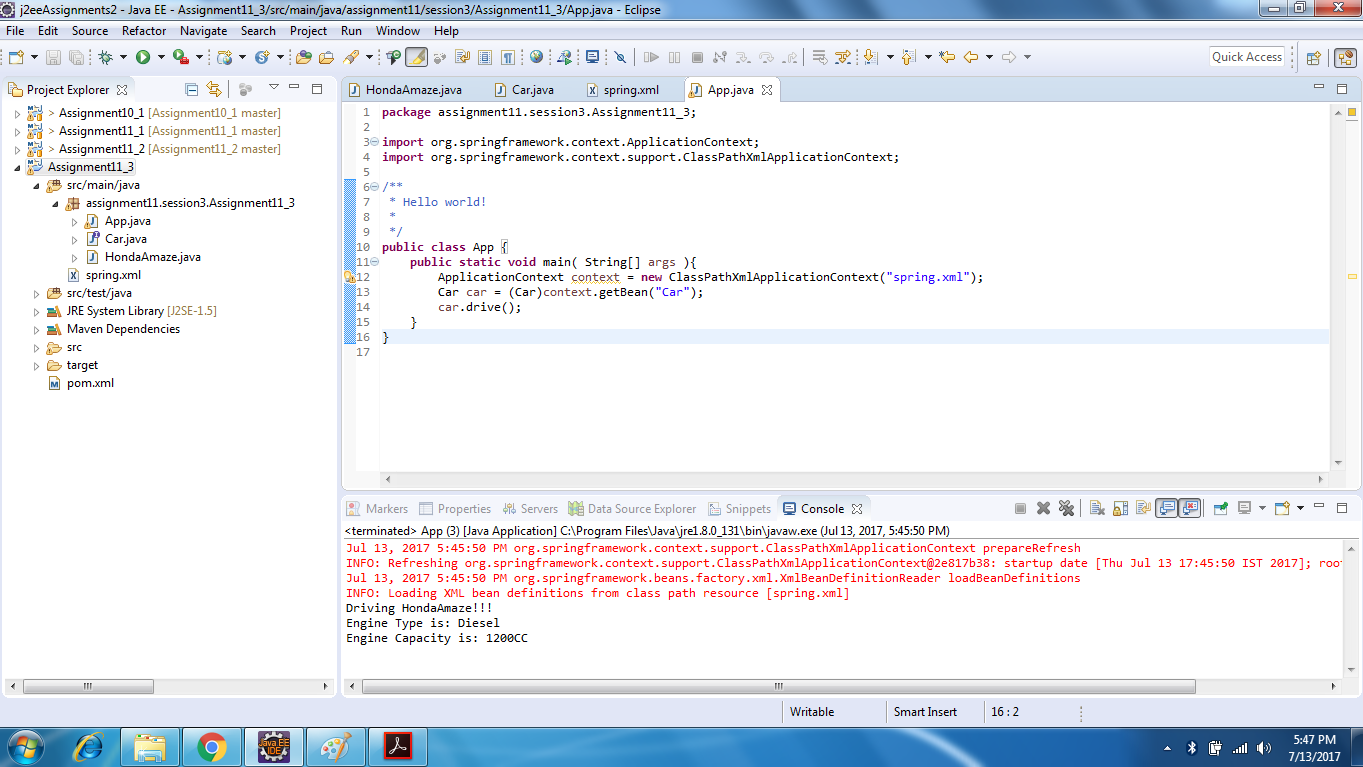 j2eeAssignments2 - Java EE - Assignment11_3/src/main/java/assignment11/session3/Assignment11_3/App.java - Eclipse
File Edit Source Refactor Navigate Search Project Run Window Help
Quick Access
Project Explorer
> Assignment10_1 [Assignment10_1 master]
> Assignment11_1 [Assignment11_1 master]
> Assignment11_2 [Assignment11_2 master]
Assignment11_3
src/main/java
assignment11.session3.Assignment11_3
App.java
Car.java
HondaAmaze.java
spring.xml
src/test/java
JRE System Library [J2SE-1.5]
Maven Dependencies
src
target
pom.xml
HondaAmaze.java Car.java spring.xml App.java
1 package assignment11.session3.Assignment11_3;
2
3 import org.springframework.context.ApplicationContext;
4 import org.springframework.context.support.ClassPathXmlApplicationContext;
5
6 /**
7 * Hello world!
8 *
9 */
10 public class App {
11 public static void main( String[] args ){
12 ApplicationContext context = new ClassPathXmlApplicationContext("spring.xml");
13 Car car = (Car)context.getBean("Car");
14 car.drive();
15 }
16 }
17
Markers Properties Servers Data Source Explorer Snippets Console
<terminated> App (3) [Java Application] C:\Program Files\Java\jre1.8.0_131\bin\javaw.exe (Jul 13, 2017, 5:45:50 PM)
Jul 13, 2017 5:45:50 PM org.springframework.context.support.ClassPathXmlApplicationContext prepareRefresh
INFO: Refreshing org.springframework.context.support.ClassPathXmlApplicationContext@2e817b38: startup date [Thu Jul 13 17:45:50 IST 2017]; roo
Jul 13, 2017 5:45:50 PM org.springframework.beans.factory.xml.XmlBeanDefinitionReader loadBeanDefinitions
INFO: Loading XML bean definitions from class path resource [spring.xml]
Driving HondaAmaze!!!
Engine Type is: Diesel
Engine Capacity is: 1200CC
Writable Smart Insert 16 : 2
Java EE
IDE
5:47 PM
7/13/2017